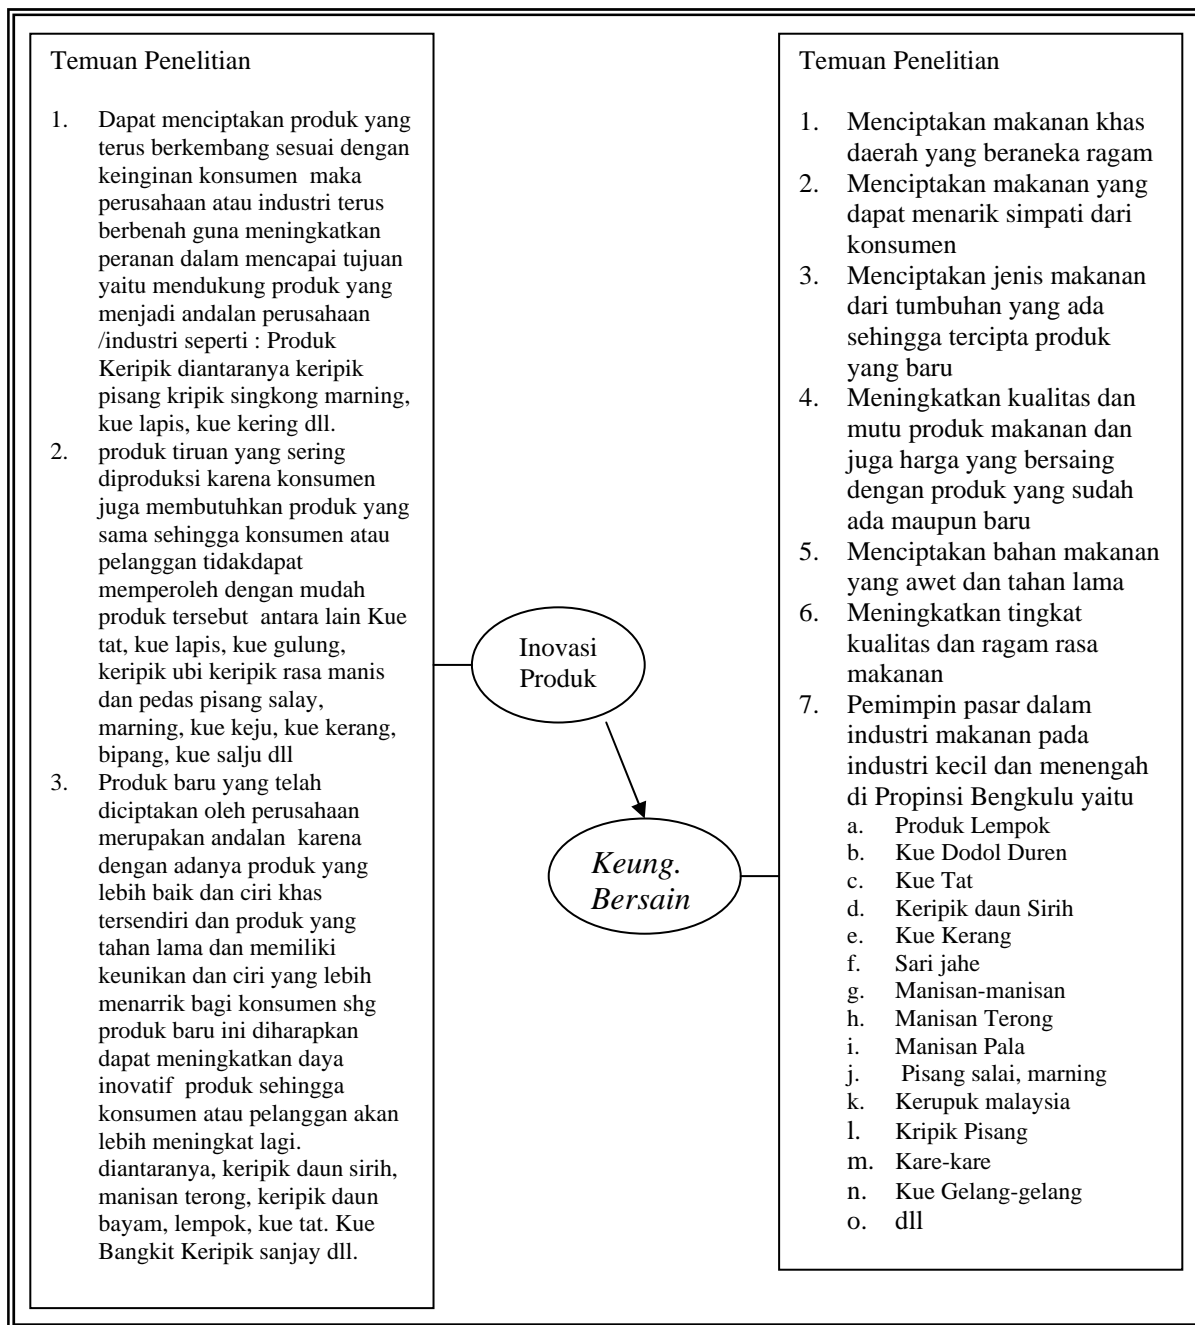 Temuan Penelitian
1. Dapat menciptakan produk yang
terus berkembang sesuai dengan
keinginan konsumen maka
perusahaan atau industri terus
berbenah guna meningkatkan
peranan dalam mencapai tujuan
yaitu mendukung produk yang
menjadi andalan perusahaan
/industri seperti : Produk
Keripik diantaranya keripik
pisang kripik singkong marning,
kue lapis, kue kering dll.
2. produk tiruan yang sering
diproduksi karena konsumen
juga membutuhkan produk yang
sama sehingga konsumen atau
pelanggan tidakdapat
memperoleh dengan mudah
produk tersebut antara lain Kue
tat, kue lapis, kue gulung,
keripik ubi keripik rasa manis
dan pedas pisang salay,
marning, kue keju, kue kerang,
bipang, kue salju dll
3. Produk baru yang telah
diciptakan oleh perusahaan
merupakan andalan karena
dengan adanya produk yang
lebih baik dan ciri khas
tersendiri dan produk yang
tahan lama dan memiliki
keunikan dan ciri yang lebih
menarrik bagi konsumen shg
produk baru ini diharapkan
dapat meningkatkan daya
inovatif produk sehingga
konsumen atau pelanggan akan
lebih meningkat lagi.
diantaranya, keripik daun sirih,
manisan terong, keripik daun
bayam, lempok, kue tat. Kue
Bangkit Keripik sanjay dll.
Inovasi
Produk
Keung.
Bersain
Temuan Penelitian
1. Menciptakan makanan khas
daerah yang beraneka ragam
2. Menciptakan makanan yang
dapat menarik simpati dari
konsumen
3. Menciptakan jenis makanan
dari tumbuhan yang ada
sehingga tercipta produk
yang baru
4. Meningkatkan kualitas dan
mutu produk makanan dan
juga harga yang bersaing
dengan produk yang sudah
ada maupun baru
5. Menciptakan bahan makanan
yang awet dan tahan lama
6. Meningkatkan tingkat
kualitas dan ragam rasa
makanan
7. Pemimpin pasar dalam
industri makanan pada
industri kecil dan menengah
di Propinsi Bengkulu yaitu
a. Produk Lempok
b. Kue Dodol Duren
c. Kue Tat
d. Keripik daun Sirih
e. Kue Kerang
f. Sari jahe
g. Manisan-manisan
h. Manisan Terong
i. Manisan Pala
j. Pisang salai, marning
k. Kerupuk malaysia
l. Kripik Pisang
m. Kare-kare
n. Kue Gelang-gelang
o. dll